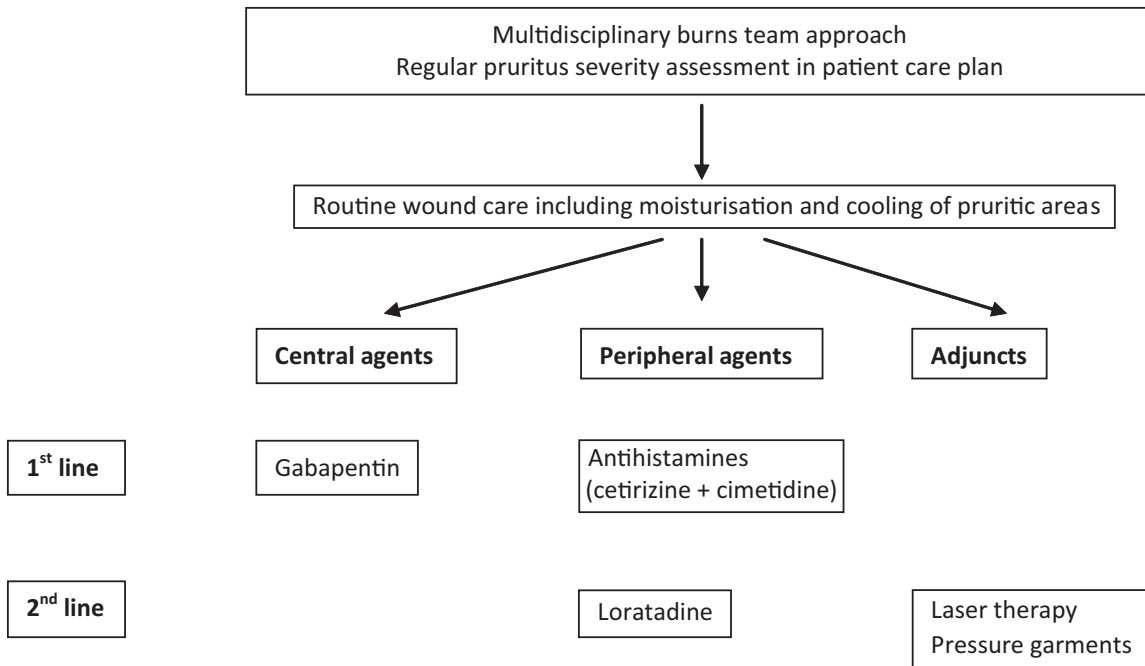 Multidisciplinary burns team approach
Regular pruritus severity assessment in patient care plan
Routine wound care including moisturisation and cooling of pruritic areas
Central agents
Peripheral agents
Adjuncts
1st line
Gabapentin
Antihistamines
(cetirizine + cimetidine)
2nd line
Loratadine
Laser therapy
Pressure garments